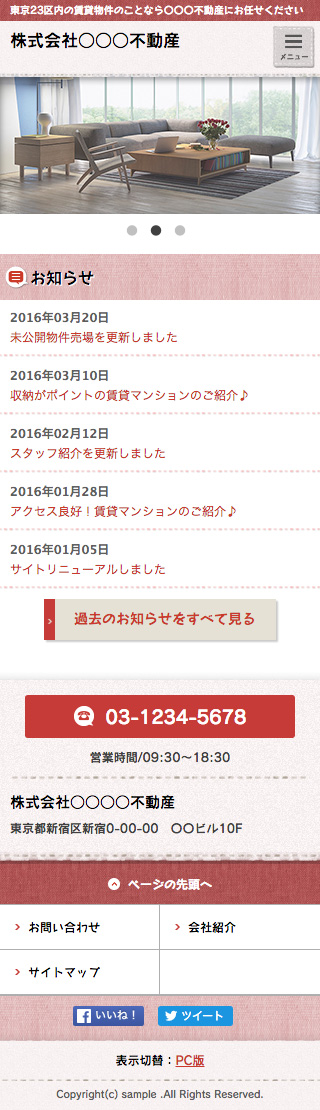 東京23区内の賃貸物件のことなら〇〇〇不動産にお任せください
株式会社〇〇〇不動産
メニュー
お知らせ
2016年03月20日
未公開物件売場を更新しました
2016年03月10日
収納がポイントの賃貸マンションのご紹介♪
2016年02月12日
スタッフ紹介を更新しました
2016年01月28日
アクセス良好！賃貸マンションのご紹介♪
2016年01月05日
サイトリニューアルしました
過去のお知らせをすべて見る
03-1234-5678
営業時間/09:30〜18:30
株式会社〇〇〇〇不動産
東京都新宿区新宿0-00-00　〇〇ビル10F
ページの先頭へ
お問い合わせ
会社紹介
サイトマップ
いいね！
ツイート
表示切替：PC版
Copyright(c) sample .All Rights Reserved.